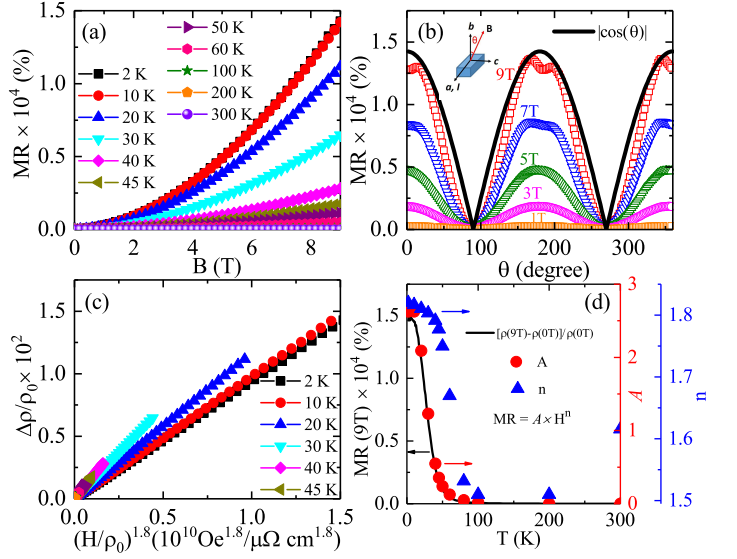 (a)
MR × 10⁴ (%)
1.5
1.0
0.5
0.0
0 2 4 6 8
B (T)
2 K
10 K
20 K
30 K
40 K
45 K
50 K
60 K
100 K
200 K
300 K
(b)
MR × 10⁴ (%)
1.5
1.0
0.5
0.0
0 100 200 300
θ (degree)
|cos(θ)|
b
B
θ
c
a, I
9T
7T
5T
3T
1T
(c)
Δρ/ρ₀ × 10²
1.5
1.0
0.5
0.0
0.0 0.5 1.0 1.5
(H/ρ₀)^1.8 (10^10 Oe^1.8/μΩ cm^1.8)
2 K
10 K
20 K
30 K
40 K
45 K
(d)
MR (9T) × 10⁴ (%)
1.5
1.0
0.5
0.0
0 100 200 300
T (K)
[ρ(9T)-ρ(0T)]/ρ(0T)
A
n
MR = A × Hⁿ
3
2
1
0
A
1.8
1.7
1.6
1.5
n